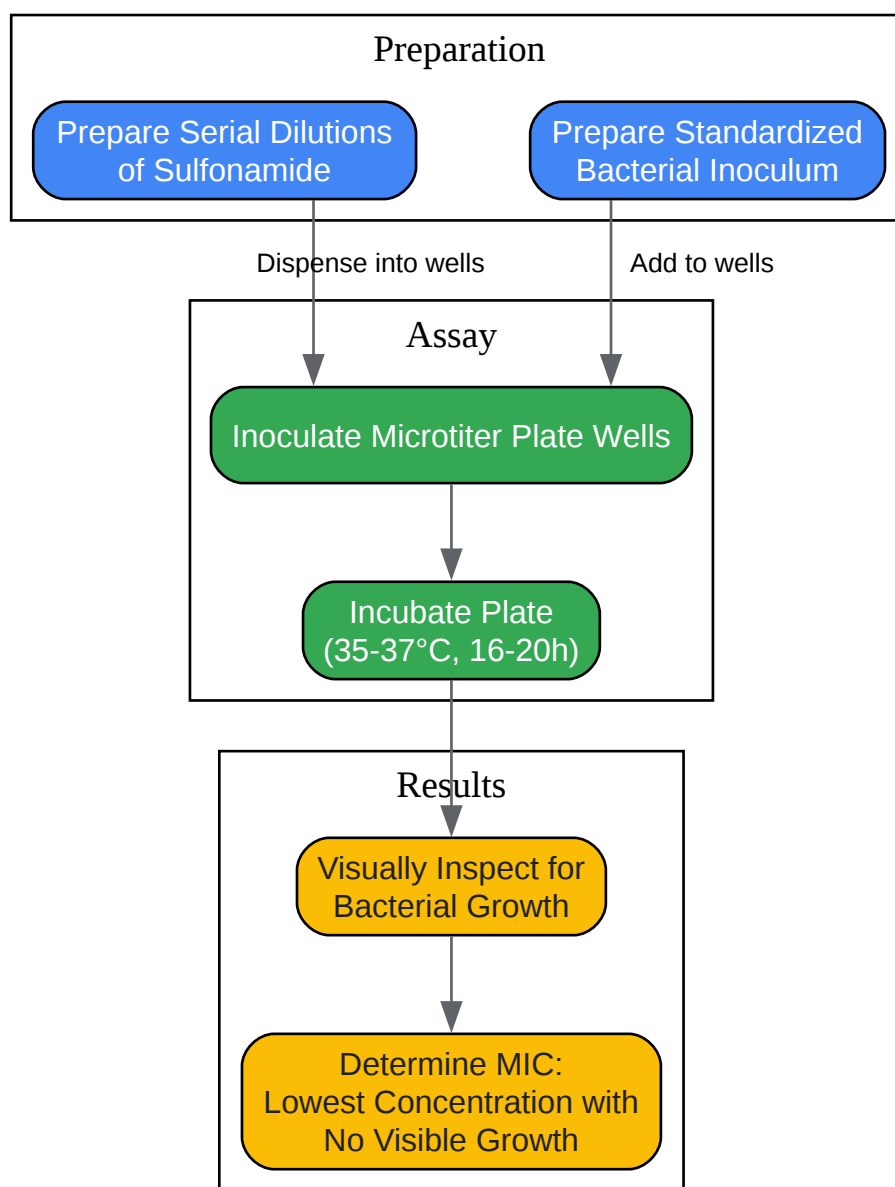 Preparation
Prepare Serial Dilutions
of Sulfonamide
Prepare Standardized
Bacterial Inoculum
Dispense into wells
Add to wells
Assay
Inoculate Microtiter Plate Wells
Incubate Plate
(35-37°C, 16-20h)
Results
Visually Inspect for
Bacterial Growth
Determine MIC:
Lowest Concentration with
No Visible Growth